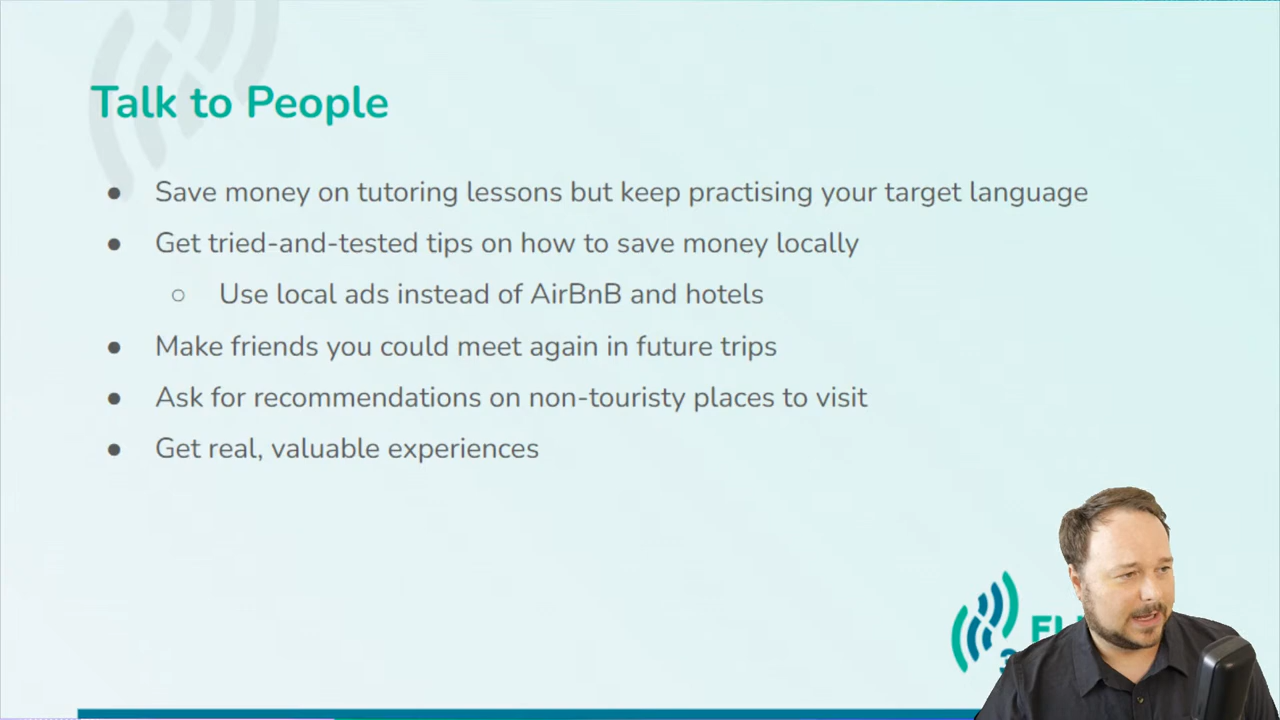 Talk to People
● Save money on tutoring lessons but keep practising your target language
● Get tried-and-tested tips on how to save money locally
○ Use local ads instead of AirBnB and hotels
● Make friends you could meet again in future trips
● Ask for recommendations on non-touristy places to visit
● Get real, valuable experiences